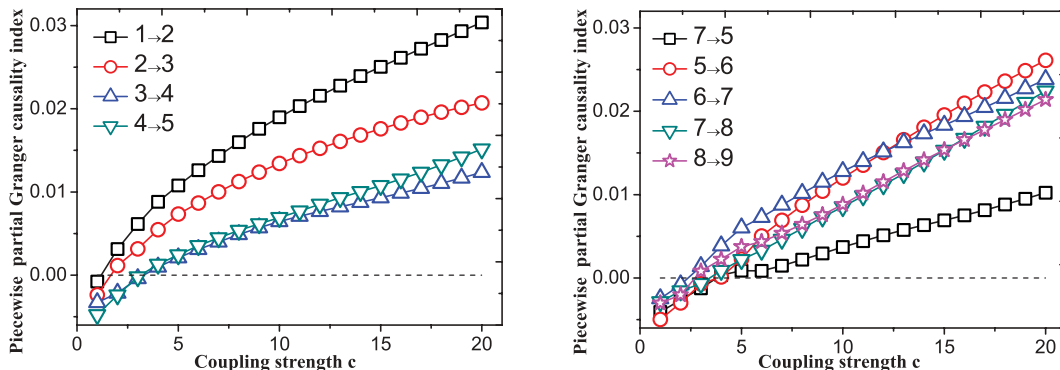 Piecewise partial Granger causality index
0.03
0.02
0.01
0.00
1→2
2→3
3→4
4→5
0 5 10 15 20
Coupling strength c
Piecewise partial Granger causality index
0.03
0.02
0.01
0.00
7→5
5→6
6→7
7→8
8→9
0 5 10 15 20
Coupling strength c